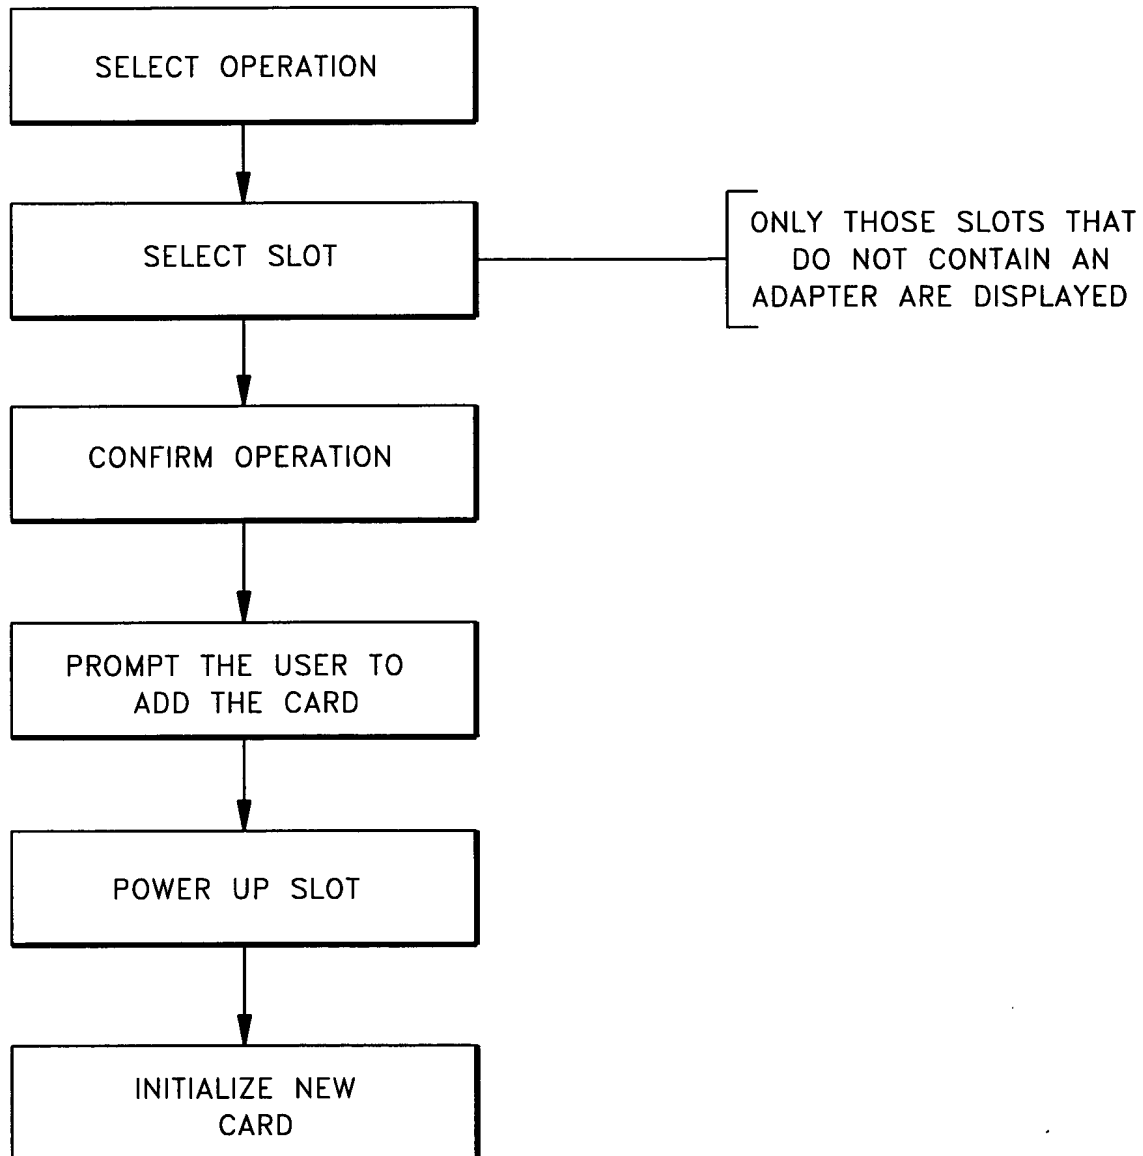 SELECT OPERATION
SELECT SLOT
ONLY THOSE SLOTS THAT
DO NOT CONTAIN AN
ADAPTER ARE DISPLAYED
CONFIRM OPERATION
PROMPT THE USER TO
ADD THE CARD
POWER UP SLOT
INITIALIZE NEW
CARD